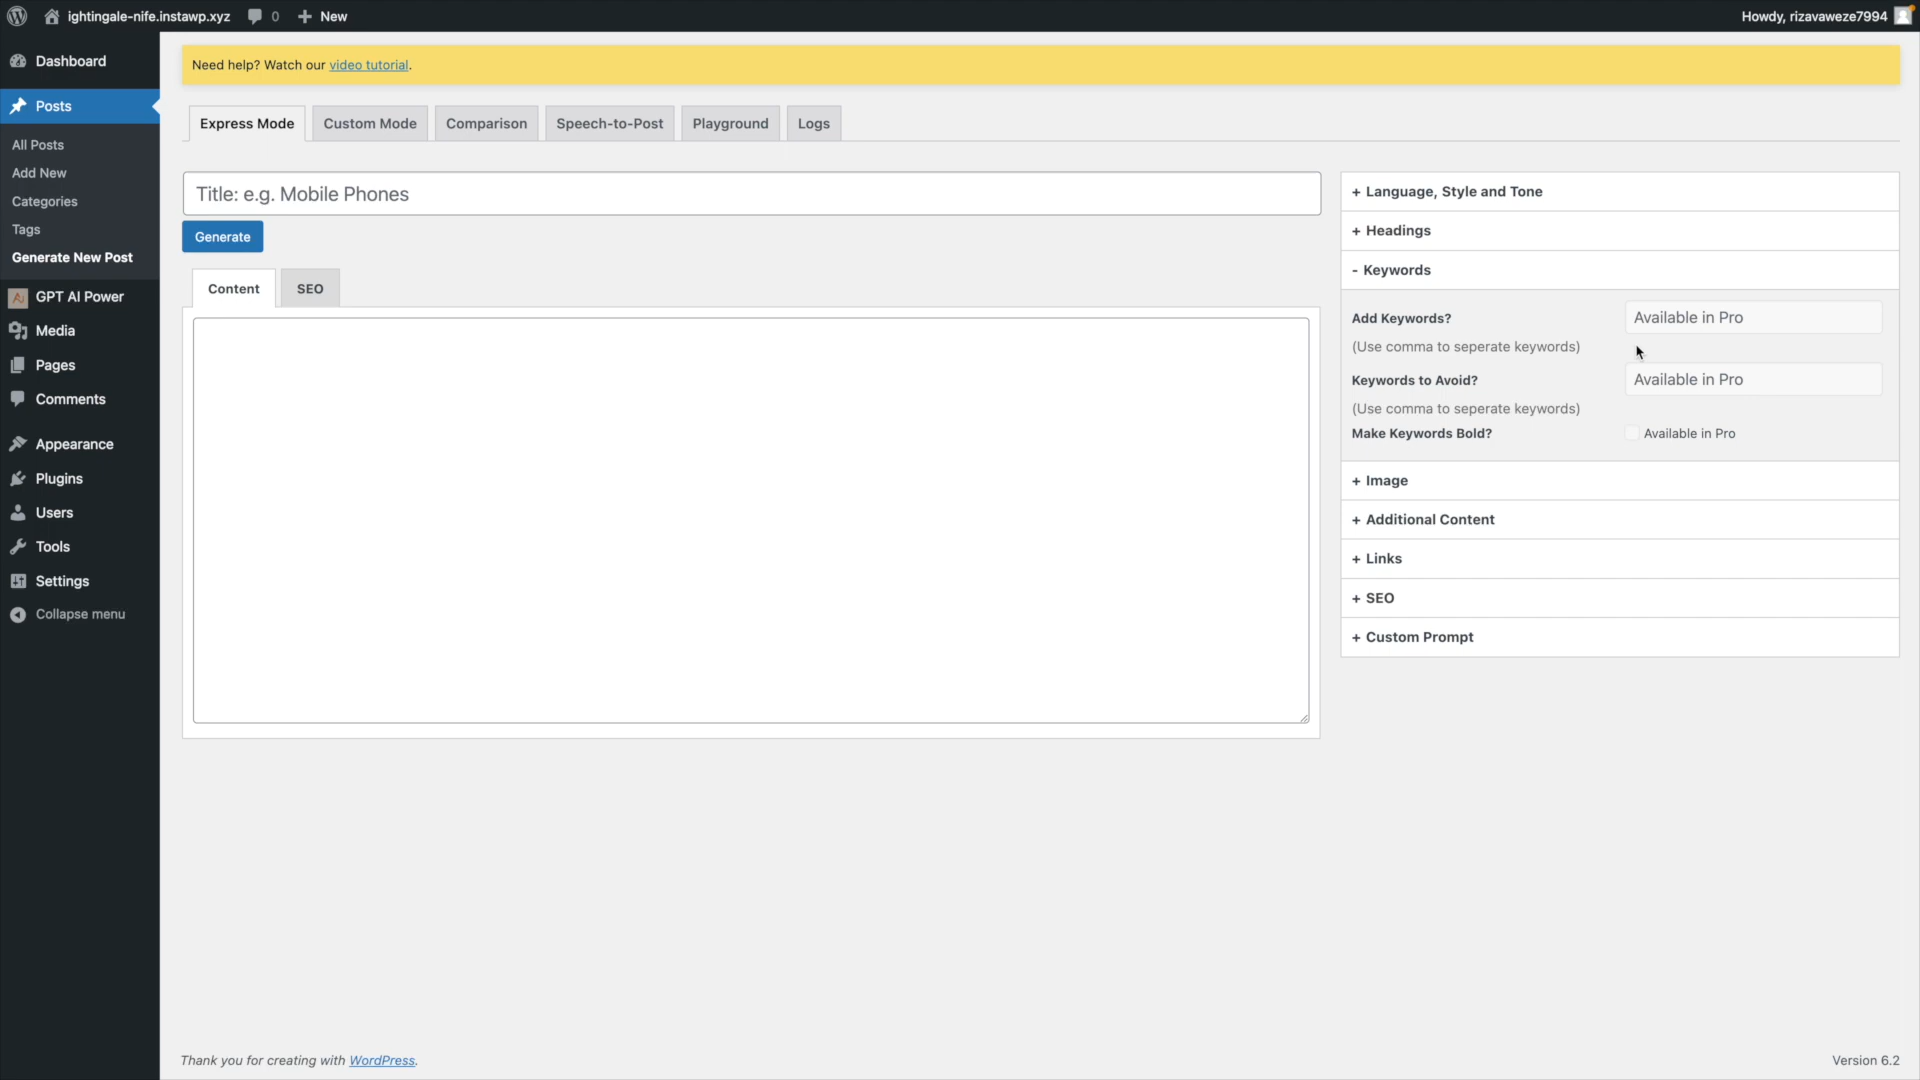 ightingale-nife.instawp.xyz
0
New
Howdy, rizavaweze7994
Dashboard
Posts
All Posts
Add New
Categories
Tags
Generate New Post
GPT AI Power
Media
Pages
Comments
Appearance
Plugins
Users
Tools
Settings
Collapse menu
Need help? Watch our video tutorial.
Express Mode
Custom Mode
Comparison
Speech-to-Post
Playground
Logs
Title: e.g. Mobile Phones
Generate
Content
SEO
+ Language, Style and Tone
+ Headings
- Keywords
Add Keywords?
Available in Pro
(Use comma to seperate keywords)
Keywords to Avoid?
Available in Pro
(Use comma to seperate keywords)
Make Keywords Bold?
Available in Pro
+ Image
+ Additional Content
+ Links
+ SEO
+ Custom Prompt
Thank you for creating with WordPress.
Version 6.2